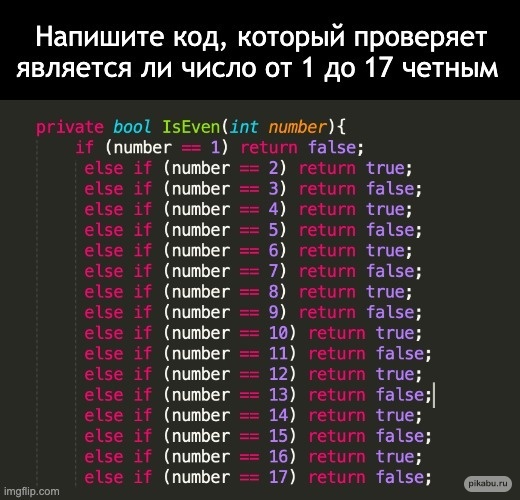 Напишите код, который проверяет
является ли число от 1 до 17 четным
private bool IsEven(int number){
if (number == 1) return false;
else if (number == 2) return true;
else if (number == 3) return false;
else if (number == 4) return true;
else if (number == 5) return false;
else if (number == 6) return true;
else if (number == 7) return false;
else if (number == 8) return true;
else if (number == 9) return false;
else if (number == 10) return true;
else if (number == 11) return false;
else if (number == 12) return true;
else if (number == 13) return false;
else if (number == 14) return true;
else if (number == 15) return false;
else if (number == 16) return true;
else if (number == 17) return false;
pikabu.ru
imgflip.com